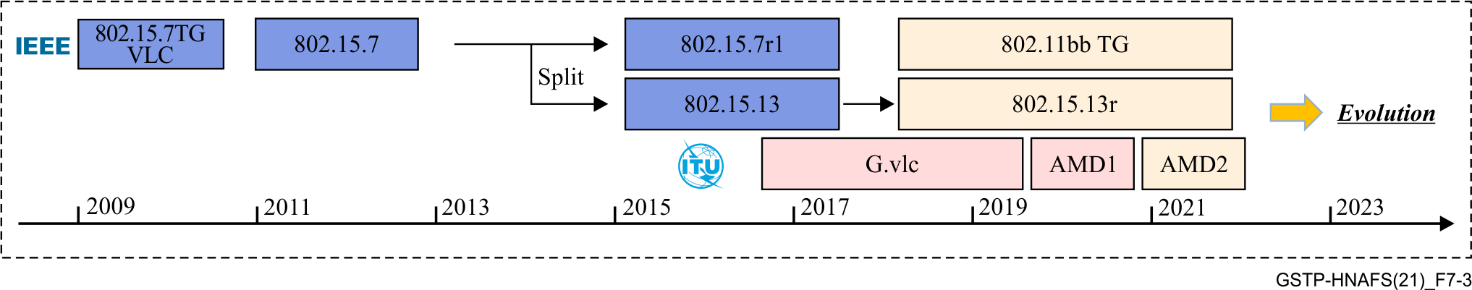 IEEE
802.15.7TG
VLC
802.15.7
Split
802.15.7r1
802.11bb TG
802.15.13
802.15.13r
Evolution
ITU
G.vlc
AMD1
AMD2
2009
2011
2013
2015
2017
2019
2021
2023
GSTP-HNAFS(21)_F7-3